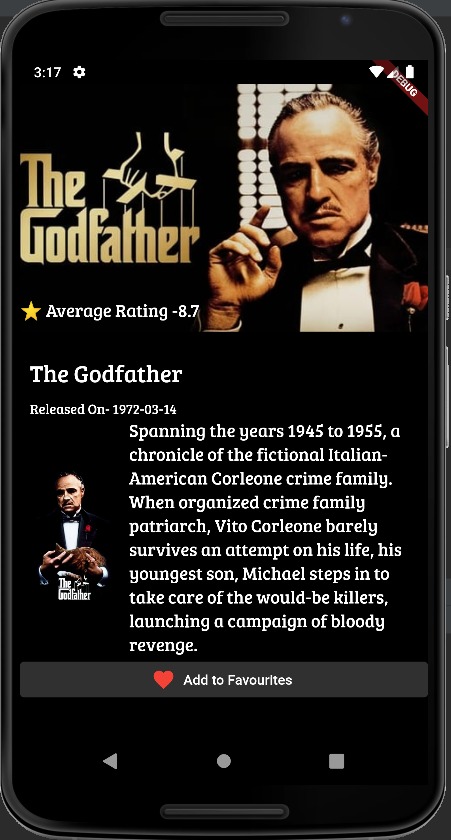 3:17
DEBUG
The
Godfather
Average Rating -8.7
The Godfather
Released On- 1972-03-14
Spanning the years 1945 to 1955, a
chronicle of the fictional Italian-
American Corleone crime family.
When organized crime family
patriarch, Vito Corleone barely
survives an attempt on his life, his
youngest son, Michael steps in to
take care of the would-be killers,
launching a campaign of bloody
revenge.
The
Godfather
Add to Favourites